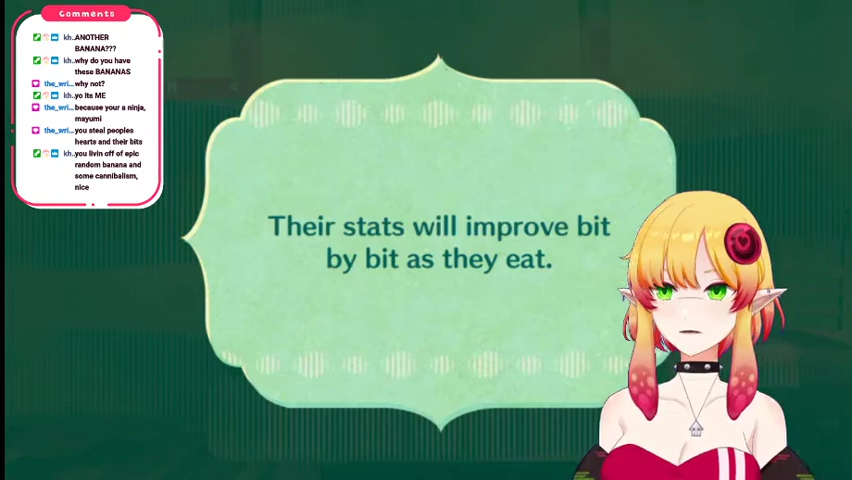 Comments
kh..ANOTHER
BANANA???
kh..why do you have
these BANANAS
the_wri...why not?
kh..yo Its ME
the_wri...because your a ninja,
mayumi
the_wri...you steal peoples
hearts and their bits
kh..you livin off of epic
random banana and
some cannibalism,
nice
Their stats will improve bit
by bit as they eat.